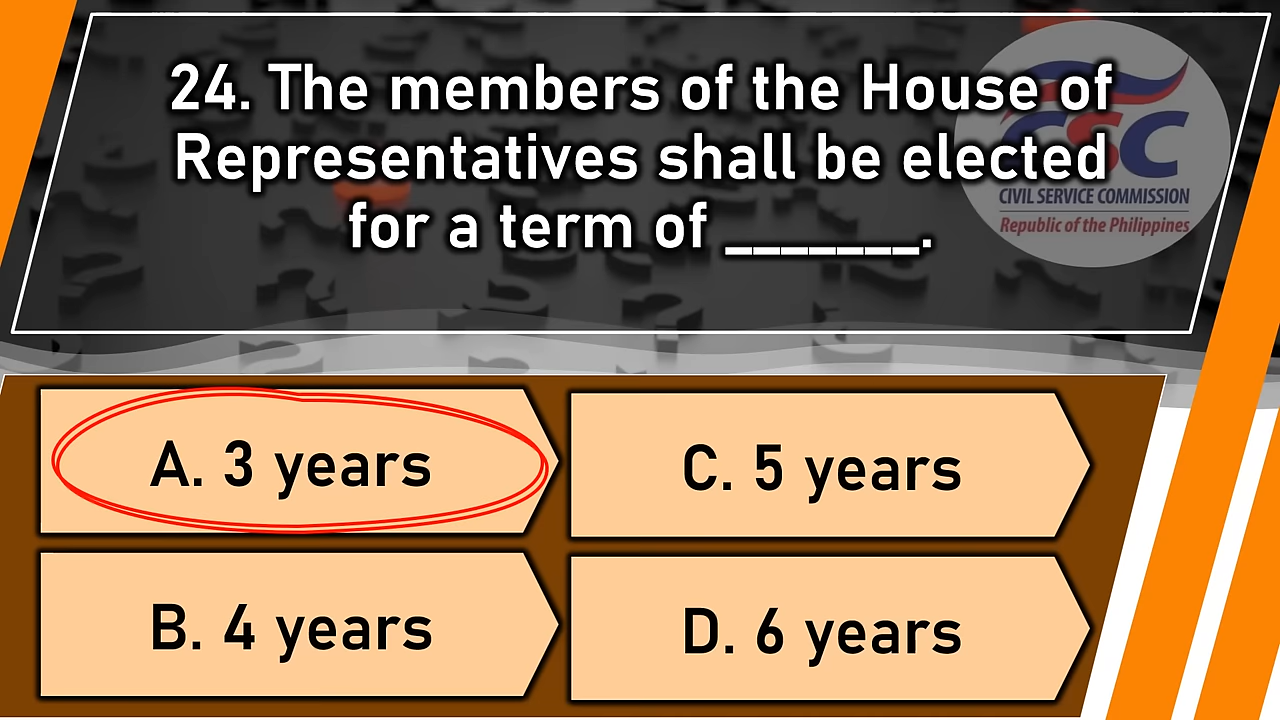 24. The members of the House of
Representatives shall be elected
for a term of _______.
CSC
CIVIL SERVICE COMMISSION
Republic of the Philippines
A. 3 years
C. 5 years
B. 4 years
D. 6 years